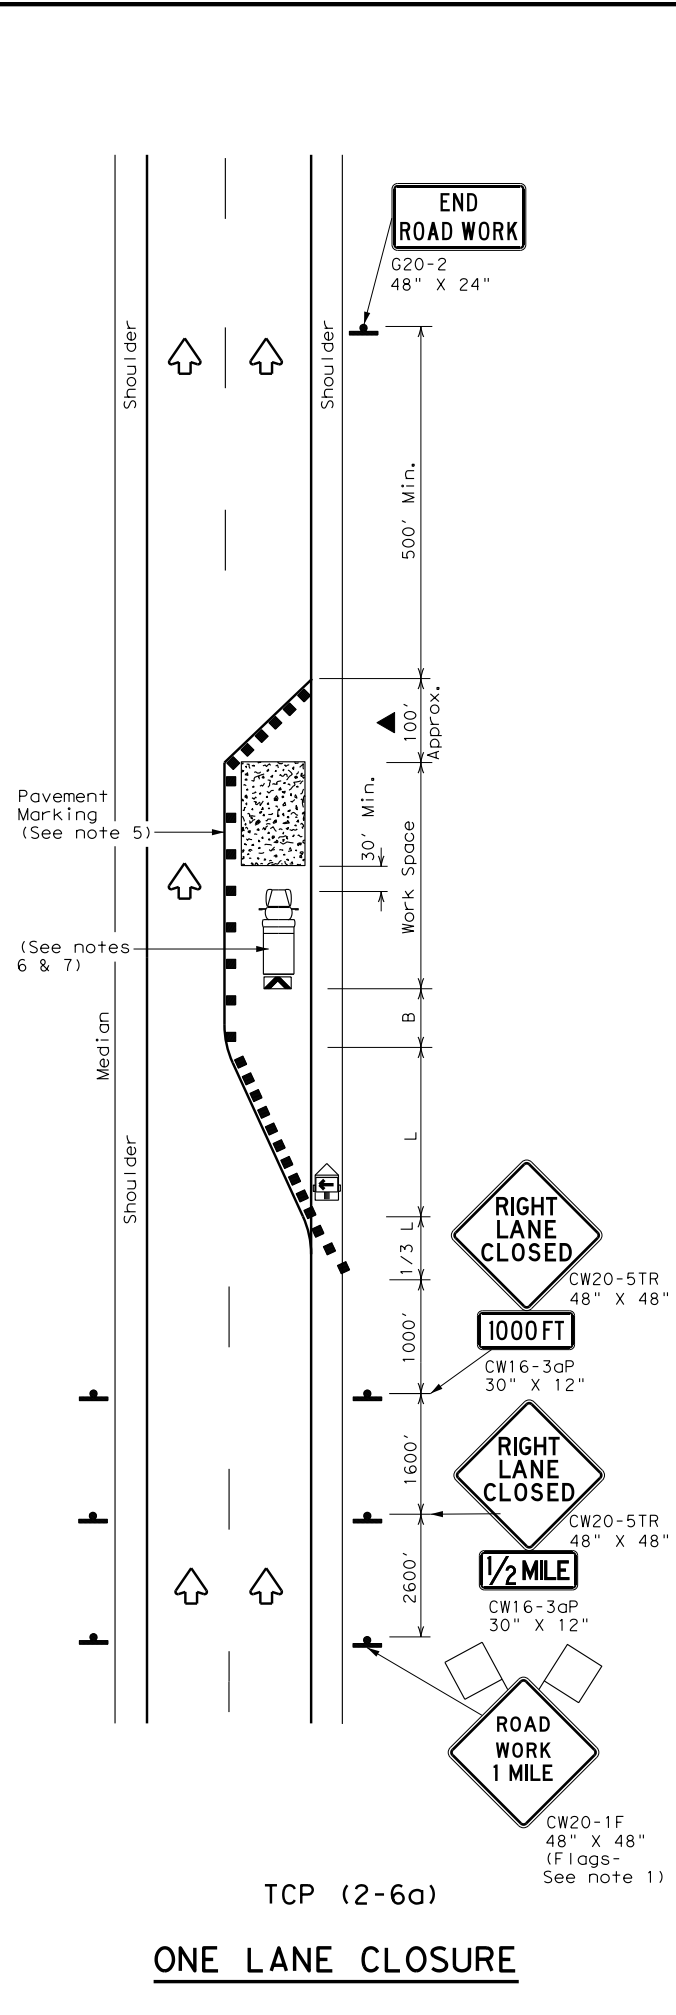 END
ROAD WORK
G20-2
48" X 24"
Shoulder
Shoulder
500' Min.
100'
Approx.
Pavement
Marking
(See note 5)
30' Min.
Work Space
(See notes
6 & 7)
B
Median
L
Shoulder
1/3 L
RIGHT
LANE
CLOSED
CW20-5TR
48" X 48"
1000 FT
1000'
CW16-3aP
30" X 12"
RIGHT
LANE
CLOSED
1600'
CW20-5TR
48" X 48"
1/2 MILE
2600'
CW16-3aP
30" X 12"
ROAD
WORK
1 MILE
CW20-1F
48" X 48"
(Flags-
See note 1)
TCP (2-6a)
ONE LANE CLOSURE